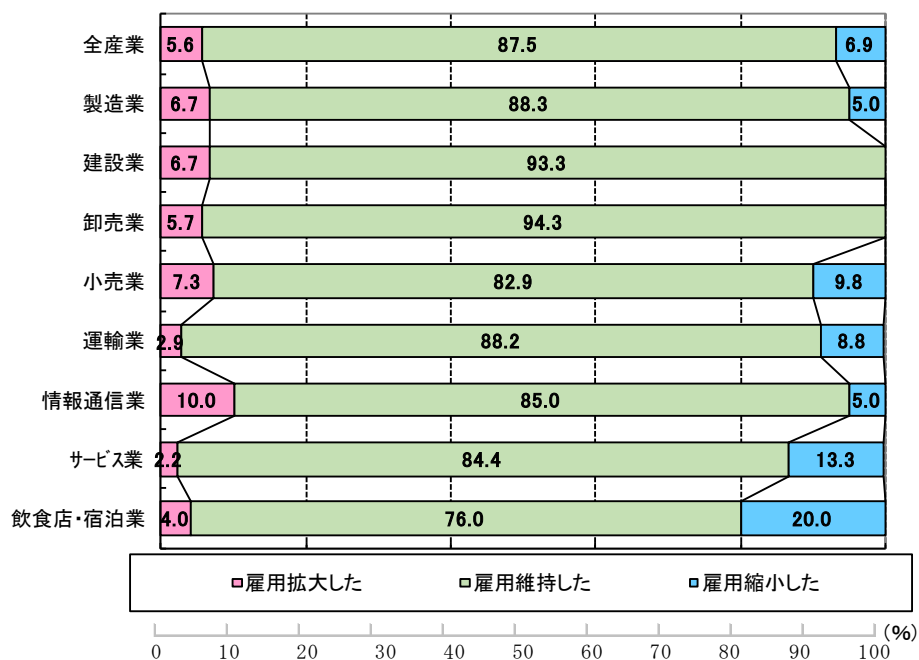 全産業 5.6 87.5 6.9
製造業 6.7 88.3 5.0
建設業 6.7 93.3
卸売業 5.7 94.3
小売業 7.3 82.9 9.8
運輸業 2.9 88.2 8.8
情報通信業 10.0 85.0 5.0
サービス業 2.2 84.4 13.3
飲食店・宿泊業 4.0 76.0 20.0
雇用拡大した 雇用維持した 雇用縮小した
(%)
0 10 20 30 40 50 60 70 80 90 100